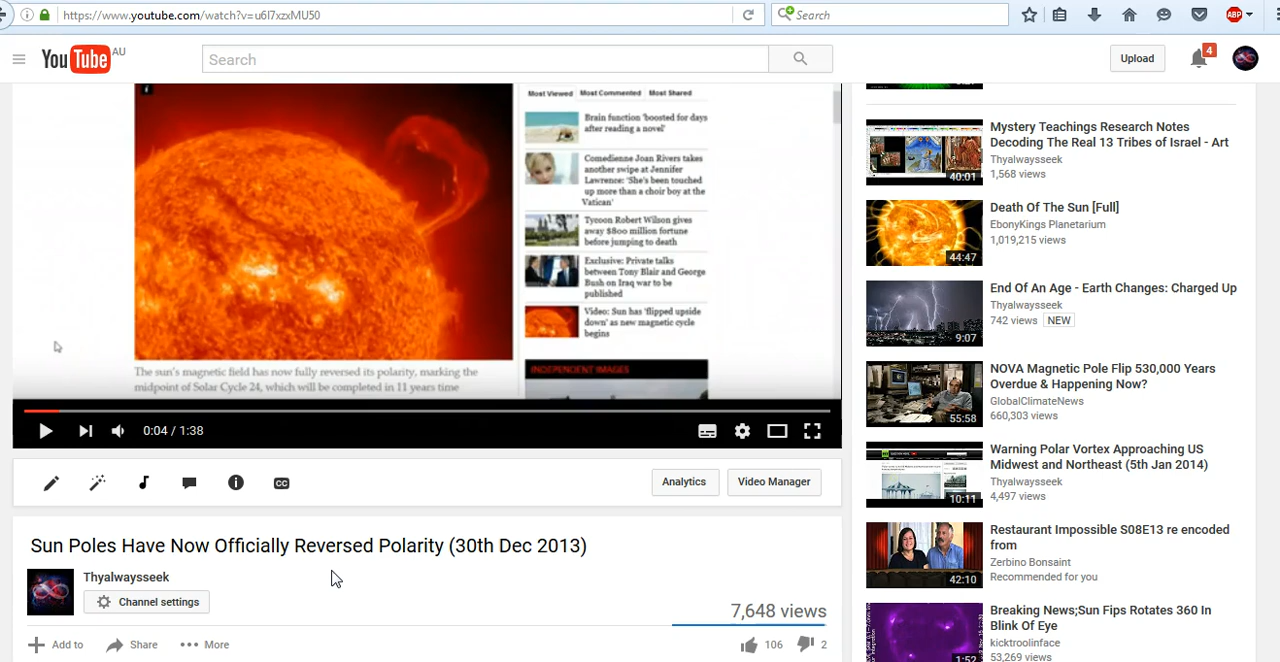 https://www.youtube.com/watch?v=u6I7xzxMU50
Search
ABP
YouTube AU
Search
Upload
4
Most Viewed Most Commented Most Shared
Brain function 'boosted for days
after reading a novel'
Comedienne Joan Rivers takes
another swipe at Jennifer
Lawrence: 'She's been touched
up more than a choir boy at the
Vatican'
Tycoon Robert Wilson gives
away $800 million fortune
before jumping to death
Exclusive: Private talks
between Tony Blair and George
Bush on Iraq war to be
published
Video: Sun has 'flipped upside
down' as new magnetic cycle
begins
INDEPENDENT IMAGES
The sun's magnetic field has now fully reversed its polarity, marking the
midpoint of Solar Cycle 24, which will be completed in 11 years time
0:04 / 1:38
CC
Analytics
Video Manager
Sun Poles Have Now Officially Reversed Polarity (30th Dec 2013)
Thyalwaysseek
Channel settings
7,648 views
Add to
Share
More
106
2
Mystery Teachings Research Notes
Decoding The Real 13 Tribes of Israel - Art
Thyalwaysseek
1,568 views
40:01
Death Of The Sun [Full]
EbonyKings Planetarium
1,019,215 views
44:47
End Of An Age - Earth Changes: Charged Up
Thyalwaysseek
742 views NEW
9:07
NOVA Magnetic Pole Flip 530,000 Years
Overdue & Happening Now?
GlobalClimateNews
660,303 views
55:58
Warning Polar Vortex Approaching US
Midwest and Northeast (5th Jan 2014)
Thyalwaysseek
4,497 views
10:11
Restaurant Impossible S08E13 re encoded
from
Zerbino Bonsaint
Recommended for you
42:10
Breaking News;Sun Fips Rotates 360 In
Blink Of Eye
kicktroolinface
53,269 views
1:52